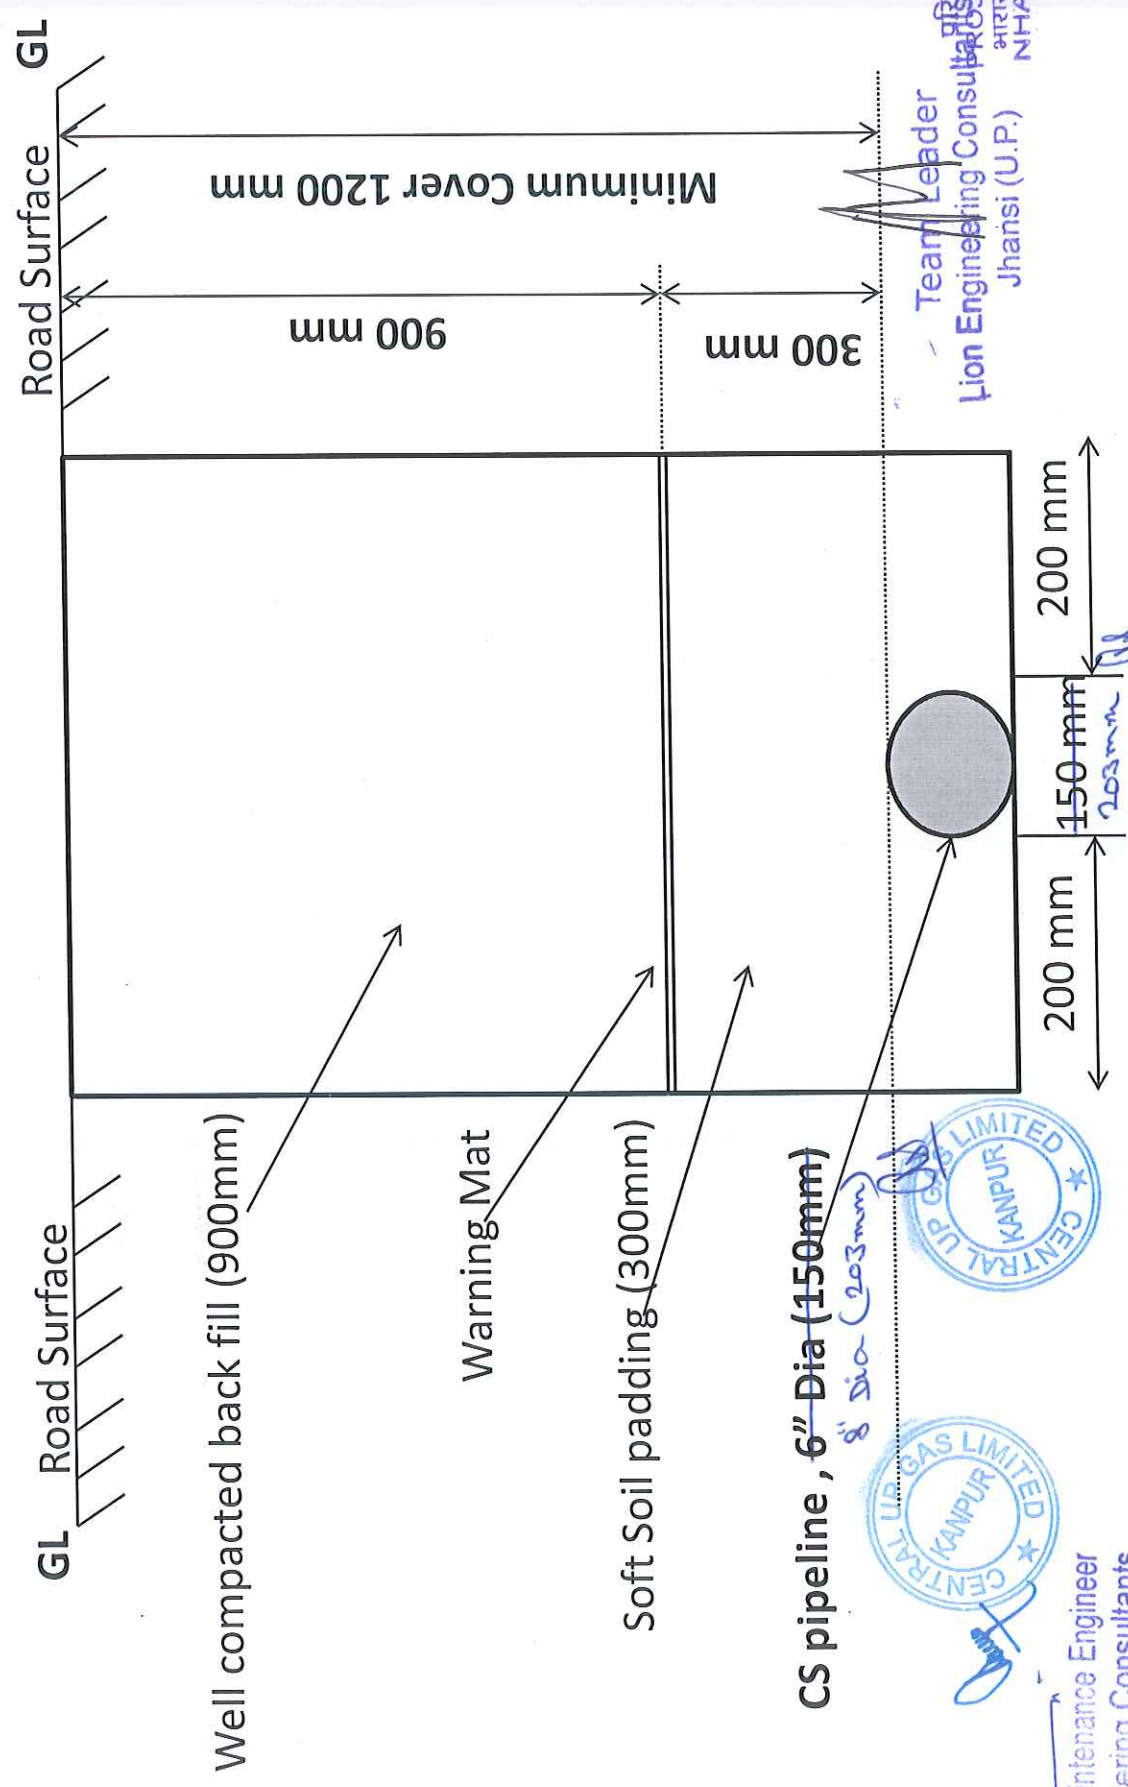 GL Road Surface
Road Surface GL
Well compacted back fill (900mm)
Warning Mat
Soft Soil padding (300mm)
CS pipeline , 6” Dia (150mm)
8" Dia (203mm)
900 mm
300 mm
Minimum Cover 1200 mm
200 mm
150 mm
203mm
200 mm
CENTRAL UP GAS LIMITED
KANPUR
CENTRAL UP GAS LIMITED
KANPUR
Team Leader
Lion Engineering Consultants
Jhansi (U.P.)
Engineer
Consultants